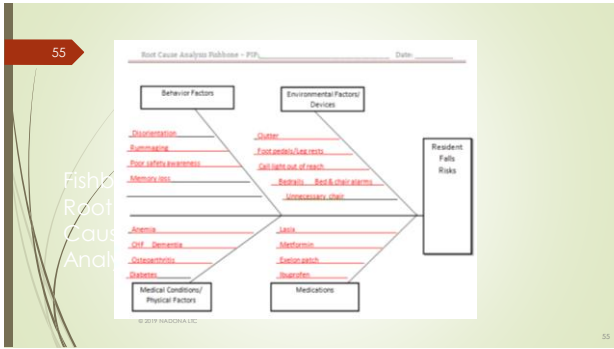 55
Root Cause Analysis Fishbone – PIP: Date:
Behavior Factors
Environmental Factors/
Devices
Disorientation
Rummaging
Poor safety awareness
Memory loss
Clutter
Foot pedals/Leg rests
Call light out of reach
Bedrails Bed & chair alarms
Unnecessary chair
Resident
Falls
Risks
Fishb
Root
Caus
Analy
Anemia
CHF Dementia
Osteoarthritis
Diabetes
Lasix
Metformin
Exelon patch
Ibuprofen
Medical Conditions/
Physical Factors
Medications
© 2019 HADONA LTC
55